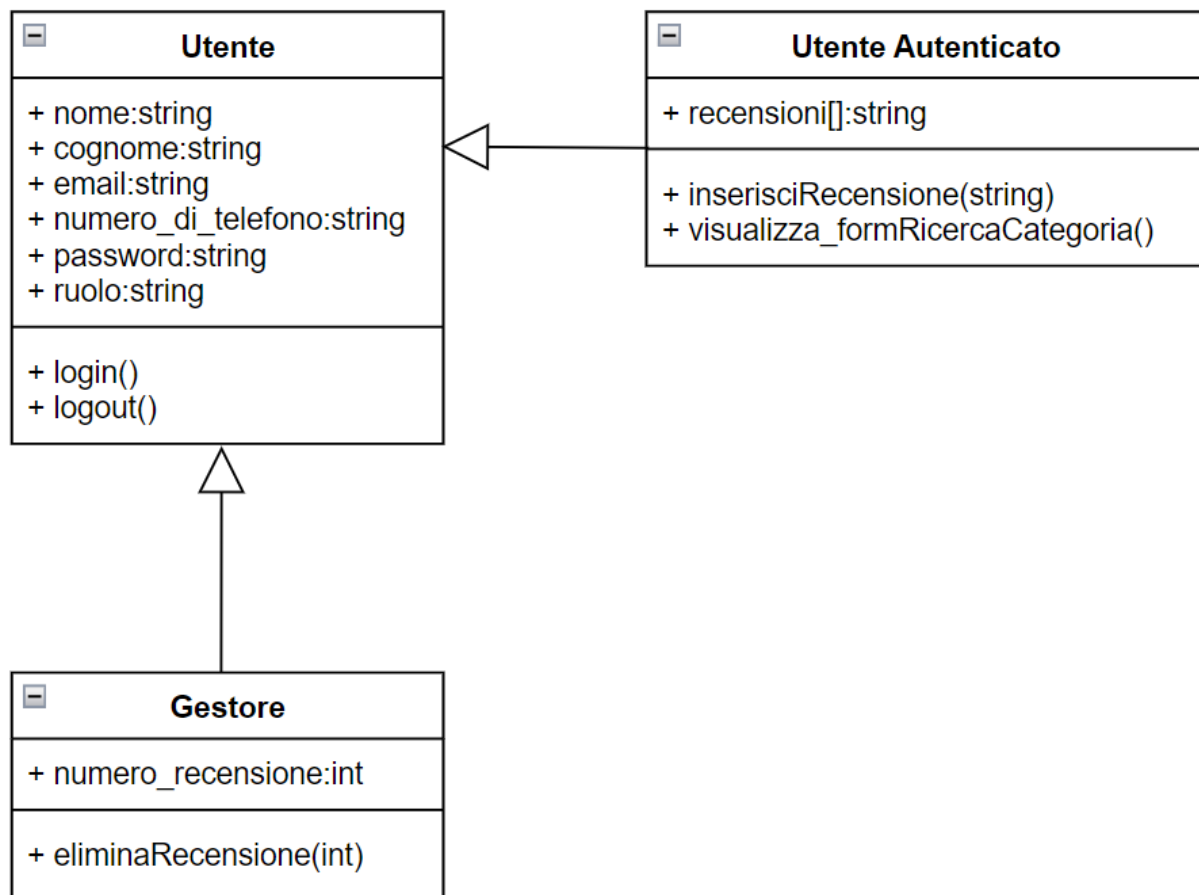 Utente
+ nome:string
+ cognome:string
+ email:string
+ numero_di_telefono:string
+ password:string
+ ruolo:string
+ login()
+ logout()
Utente Autenticato
+ recensioni[]:string
+ inserisciRecensione(string)
+ visualizza_formRicercaCategoria()
Gestore
+ numero_recensione:int
+ eliminaRecensione(int)